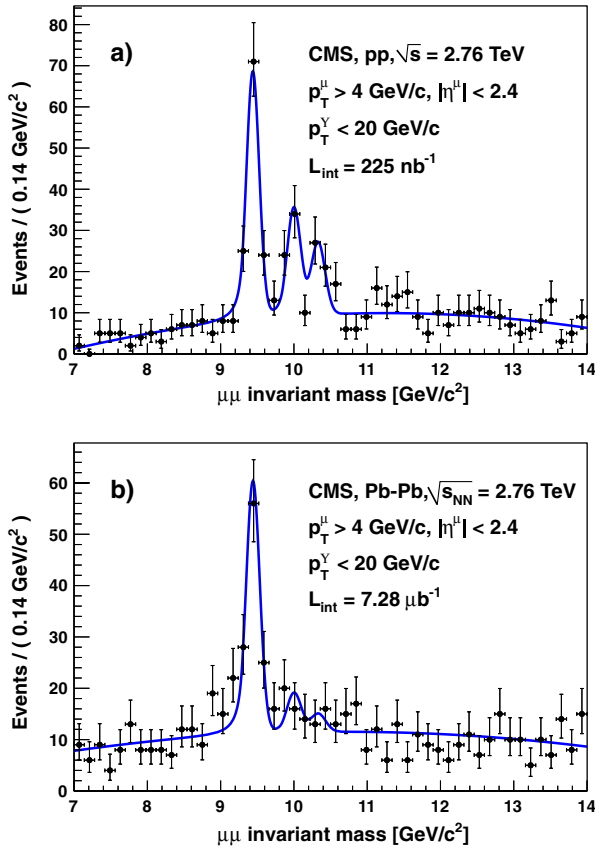 a)
CMS, pp, √s = 2.76 TeV
p_T^μ > 4 GeV/c, |η^μ| < 2.4
p_T^Υ < 20 GeV/c
L_int = 225 nb⁻¹
Events / ( 0.14 GeV/c² )
80
70
60
50
40
30
20
10
0
7 8 9 10 11 12 13 14
μμ invariant mass [GeV/c²]
b)
CMS, Pb-Pb, √s_NN = 2.76 TeV
p_T^μ > 4 GeV/c, |η^μ| < 2.4
p_T^Υ < 20 GeV/c
L_int = 7.28 μb⁻¹
Events / ( 0.14 GeV/c² )
70
60
50
40
30
20
10
0
7 8 9 10 11 12 13 14
μμ invariant mass [GeV/c²]